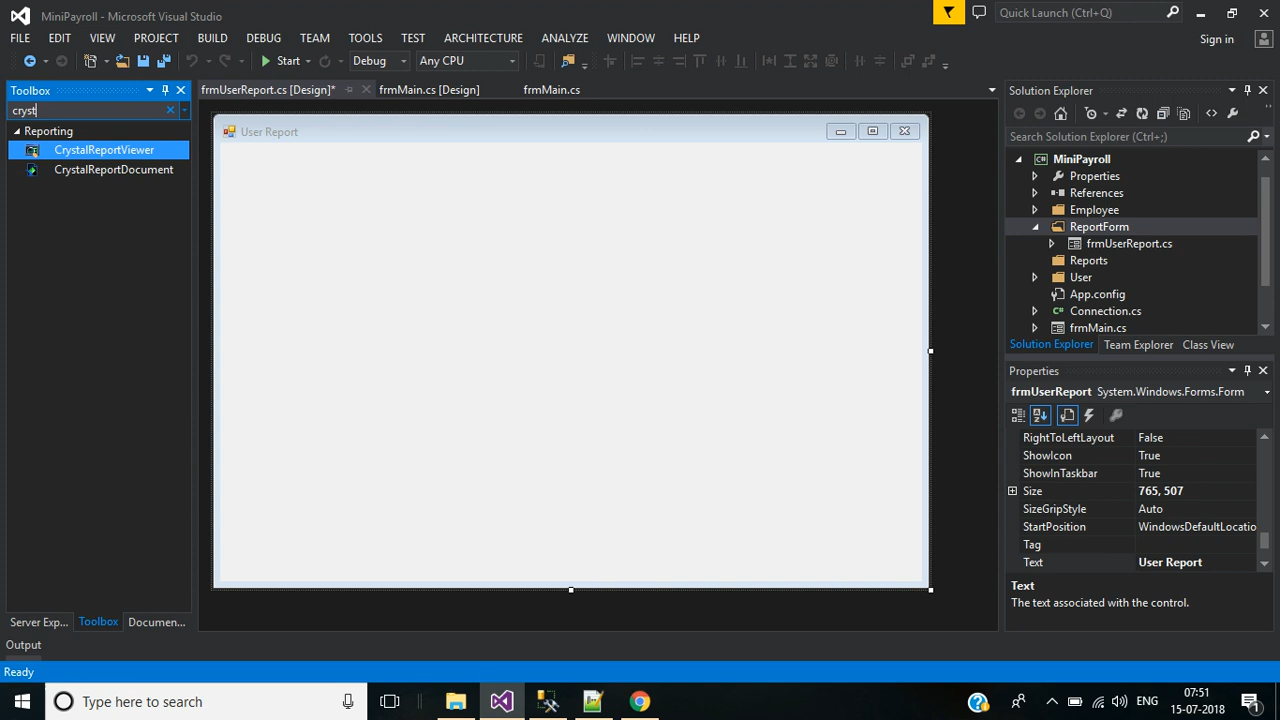 MiniPayroll - Microsoft Visual Studio
Quick Launch (Ctrl+Q)
FILE EDIT VIEW PROJECT BUILD DEBUG TEAM TOOLS TEST ARCHITECTURE ANALYZE WINDOW HELP
Sign in
Start Debug Any CPU
Toolbox
cryst
Reporting
CrystalReportViewer
CrystalReportDocument
Server Exp... Toolbox Documen...
frmUserReport.cs [Design]* frmMain.cs [Design] frmMain.cs
User Report
Solution Explorer
Search Solution Explorer (Ctrl+;)
MiniPayroll
Properties
References
Employee
ReportForm
frmUserReport.cs
Reports
User
App.config
Connection.cs
frmMain.cs
Solution Explorer Team Explorer Class View
Properties
frmUserReport System.Windows.Forms.Form
RightToLeftLayout False
ShowIcon True
ShowInTaskbar True
Size 765, 507
SizeGripStyle Auto
StartPosition WindowsDefaultLocatio
Tag
Text User Report
Text
The text associated with the control.
Output
Ready
Type here to search
ENG
07:51
15-07-2018
1